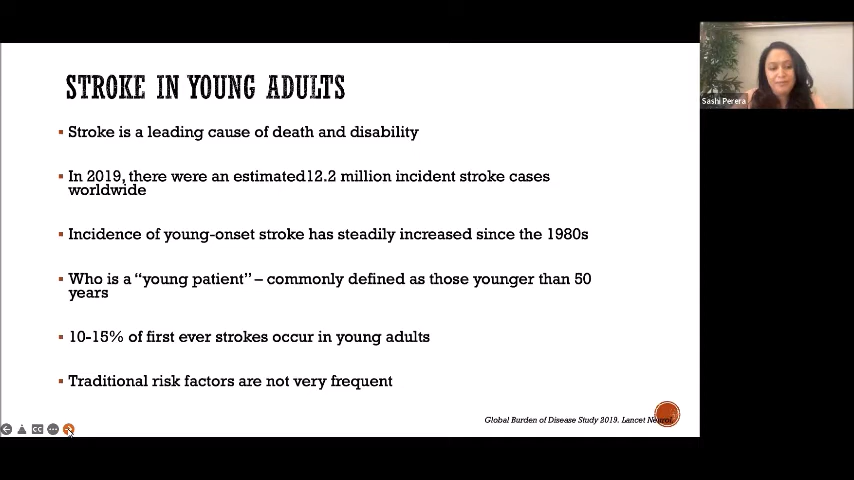 STROKE IN YOUNG ADULTS
Stroke is a leading cause of death and disability
In 2019, there were an estimated12.2 million incident stroke cases
worldwide
Incidence of young-onset stroke has steadily increased since the 1980s
Who is a “young patient” – commonly defined as those younger than 50
years
10-15% of first ever strokes occur in young adults
Traditional risk factors are not very frequent
Global Burden of Disease Study 2019. Lancet Neurol.
CC
Sashi Perera